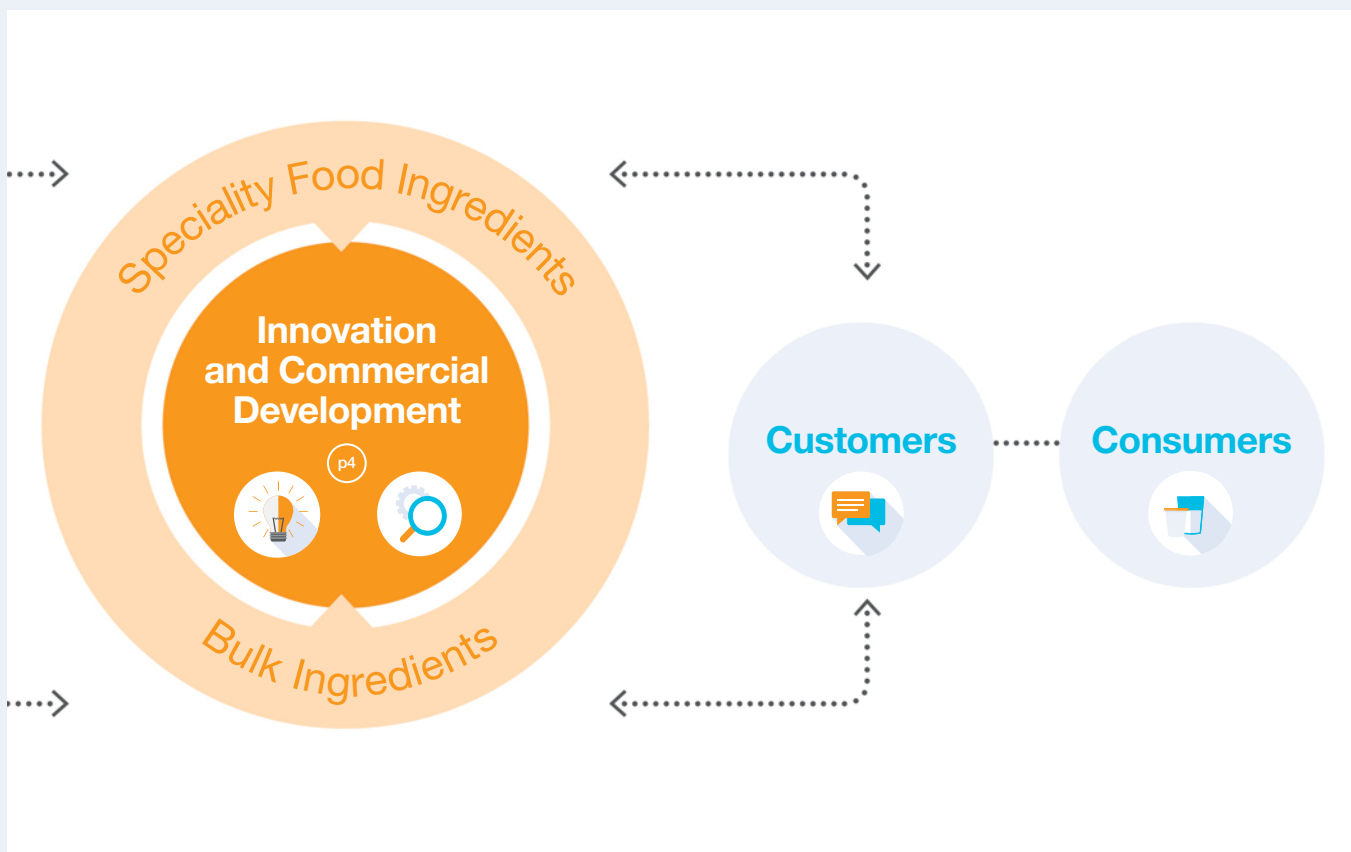 Speciality Food Ingredients
Innovation
and Commercial
Development
p4
Bulk Ingredients
Customers
Consumers